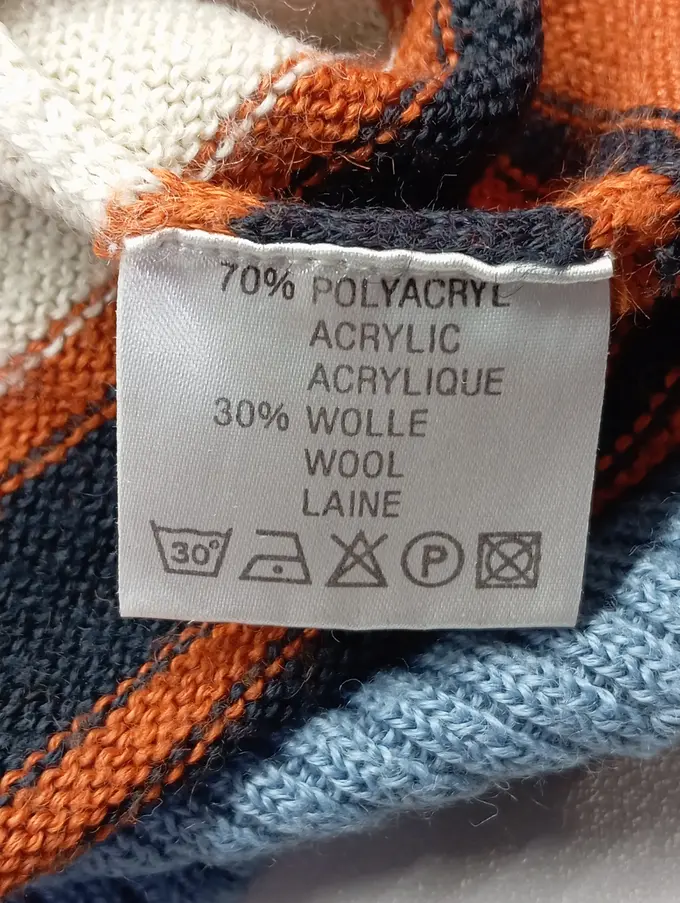 70% POLYACRYL
ACRYLIC
ACRYLIQUE
30% WOLLE
WOOL
LAINE
30° P